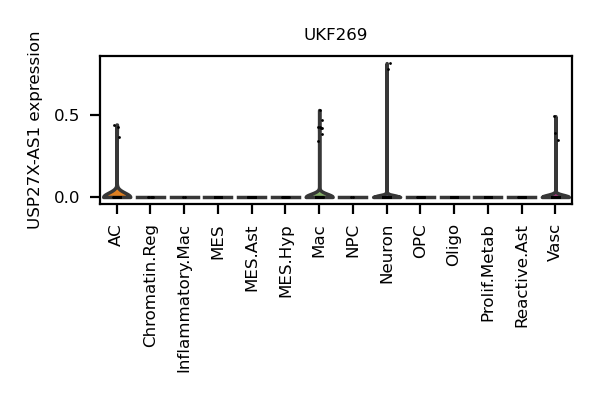 UKF269
USP27X-AS1 expression
0.5
0.0
AC
Chromatin.Reg
Inflammatory.Mac
MES
MES.Ast
MES.Hyp
Mac
NPC
Neuron
OPC
Oligo
Prolif.Metab
Reactive.Ast
Vasc